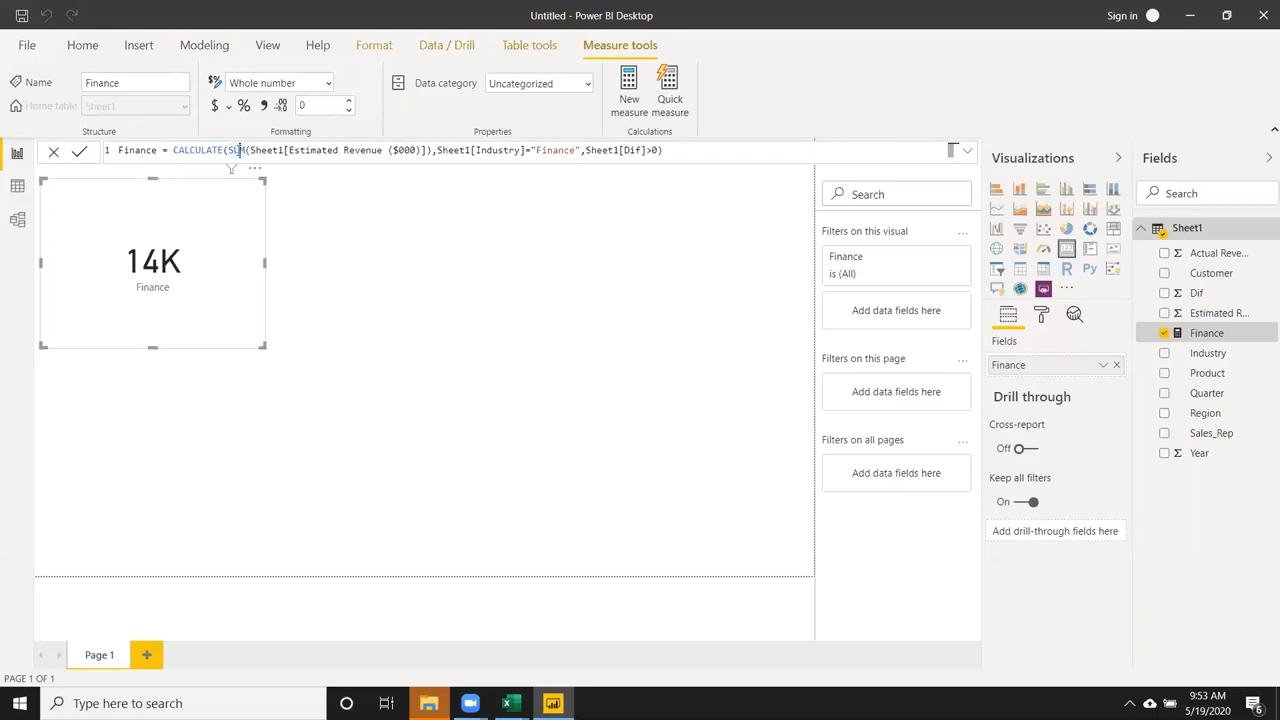 Untitled - Power BI Desktop
Sign in
File
Home
Insert
Modeling
View
Help
Format
Data / Drill
Table tools
Measure tools
Name
Finance
Whole number
Data category
Uncategorized
Home table
Sheet1
$
%
0
New measure
Quick measure
Structure
Formatting
Properties
Calculations
1 Finance = CALCULATE(SUM(Sheet1[Estimated Revenue ($000)]),Sheet1[Industry]="Finance",Sheet1[Dif]>0)
14K
Finance
Search
Filters on this visual
...
Finance
is (All)
Add data fields here
Filters on this page
...
Add data fields here
Filters on all pages
...
Add data fields here
Visualizations
R
Py
...
Fields
Finance
Drill through
Cross-report
Off
Keep all filters
On
Add drill-through fields here
Fields
Search
Sheet1
Σ Actual Reve...
Customer
Σ Dif
Σ Estimated R...
Finance
Industry
Product
Quarter
Region
Sales_Rep
Σ Year
Page 1
PAGE 1 OF 1
Type here to search
9:53 AM
5/19/2020
6